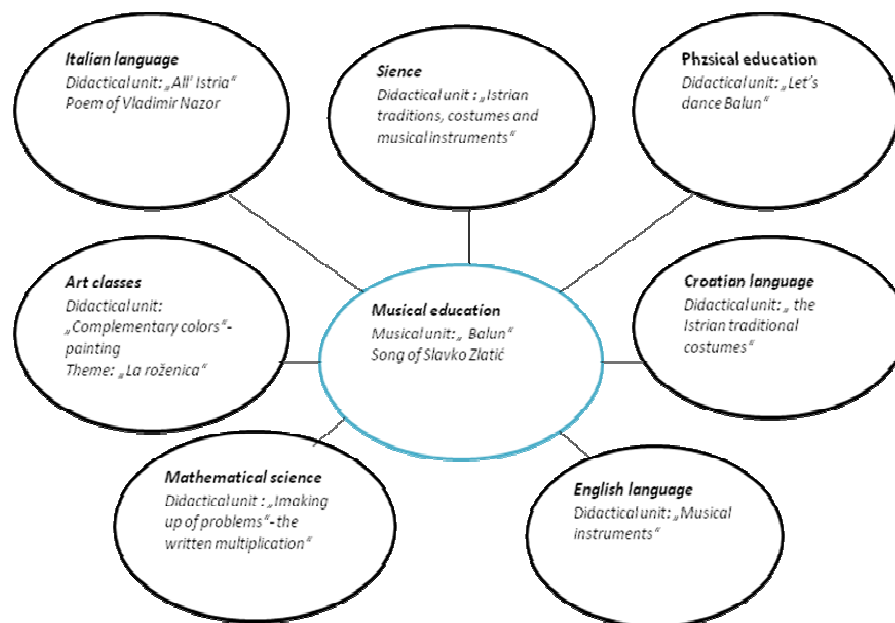 Italian language
Didactical unit: „All’ Istria“
Poem of Vladimir Nazor
Sience
Didactical unit : „Istrian
traditions, costumes and
musical instruments“
Phzsical education
Didactical unit: „Let’s
dance Balun“
Art classes
Didactical unit:
„Complementary colors“-
painting
Theme: „La roženica“
Musical education
Musical unit: „ Balun“
Song of Slavko Zlatić
Croatian language
Didactical unit: „ the
Istrian traditional
costumes“
Mathematical science
Didactical unit : „Imaking
up of problems“- the
written multiplication“
English language
Didactical unit: „Musical
instruments“